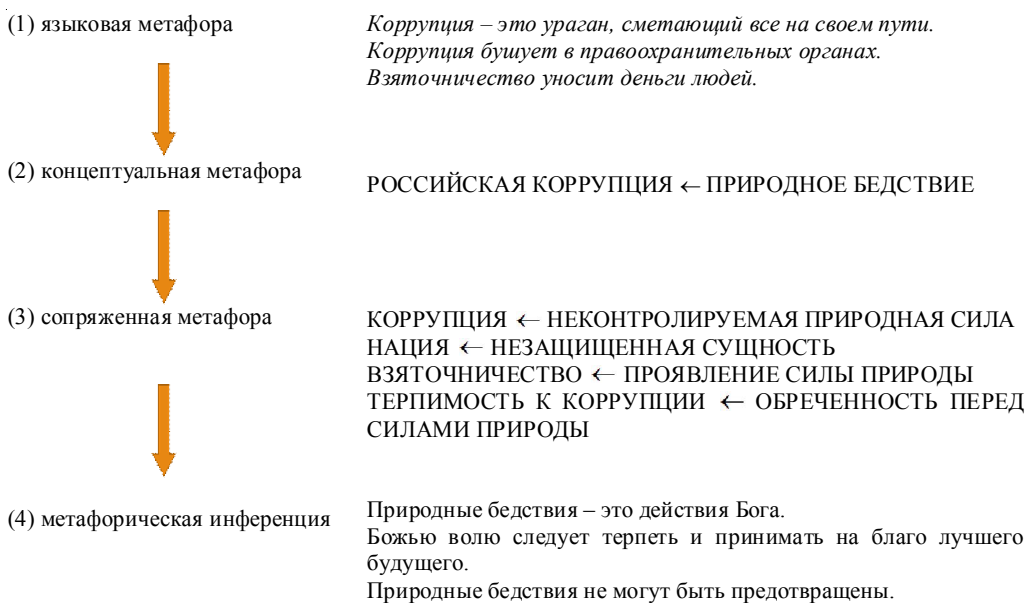 (1) языковая метафора
Коррупция – это ураган, сметающий все на своем пути.
Коррупция бушует в правоохранительных органах.
Взяточничество уносит деньги людей.
(2) концептуальная метафора
РОССИЙСКАЯ КОРРУПЦИЯ ← ПРИРОДНОЕ БЕДСТВИЕ
(3) сопряженная метафора
КОРРУПЦИЯ ← НЕКОНТРОЛИРУЕМАЯ ПРИРОДНАЯ СИЛА
НАЦИЯ ← НЕЗАЩИЩЕННАЯ СУЩНОСТЬ
ВЗЯТОЧНИЧЕСТВО ← ПРОЯВЛЕНИЕ СИЛЫ ПРИРОДЫ
ТЕРПИМОСТЬ К КОРРУПЦИИ ← ОБРЕЧЕННОСТЬ ПЕРЕД
СИЛАМИ ПРИРОДЫ
(4) метафорическая инференция
Природные бедствия – это действия Бога.
Божью волю следует терпеть и принимать на благо лучшего
будущего.
Природные бедствия не могут быть предотвращены.